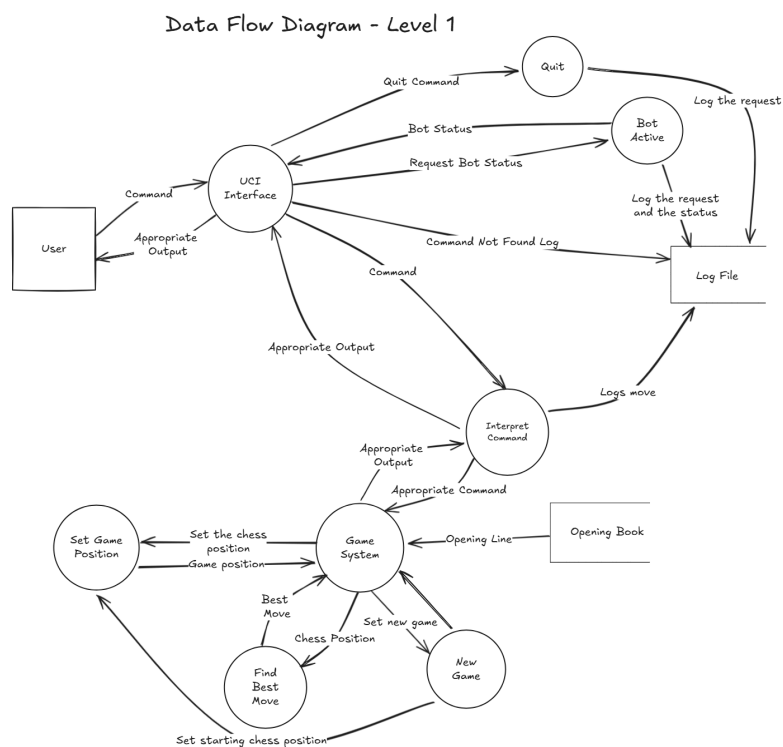 Data Flow Diagram - Level 1
Quit
Quit Command
Log the request
Bot
Active
Bot Status
Request Bot Status
UCI
Interface
Command
Log the request
and the status
User
Appropriate
Output
Command Not Found Log
Log File
Command
Appropriate Output
Logs move
Interpret
Command
Appropriate
Output
Appropriate Command
Set Game
Position
Set the chess
position
Game position
Game
System
Opening Line
Opening Book
Best
Move
Chess Position
Set new game
Find
Best
Move
New
Game
Set starting chess position